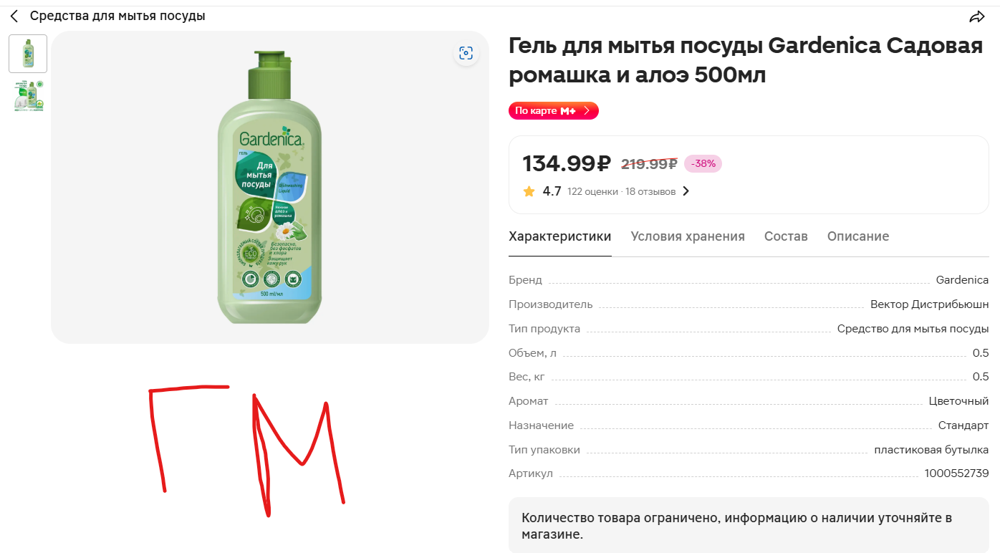 Средства для мытья посуды
Гель для мытья посуды Gardenica Садовая
ромашка и алоэ 500мл
По карте М+
134.99₽ 219.99₽ -38%
4.7 122 оценки · 18 отзывов
Характеристики Условия хранения Состав Описание
Бренд Gardenica
Производитель Вектор Дистрибьюшн
Тип продукта Средство для мытья посуды
Объем, л 0.5
Вес, кг 0.5
Аромат Цветочный
Назначение Стандарт
Тип упаковки пластиковая бутылка
Артикул 1000552739
Количество товара ограничено, информацию о наличии уточняйте в
магазине.
Gardenica
ГЕЛЬ
Для
мытья
посуды
Dishwashing
Liquid
алоэ и
ромашка
ECO
Безопасно,
без фосфатов
и хлора
Защищает
кожу рук
500 ml/мл
ГМ